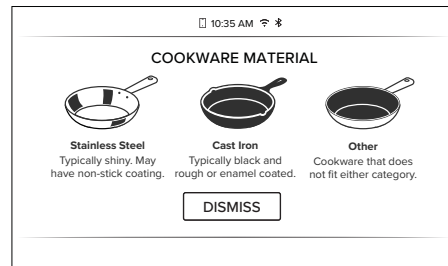 10:35 AM
COOKWARE MATERIAL
Stainless Steel
Typically shiny. May
have non-stick coating.
Cast Iron
Typically black and
rough or enamel coated.
Other
Cookware that does
not fit either category.
DISMISS